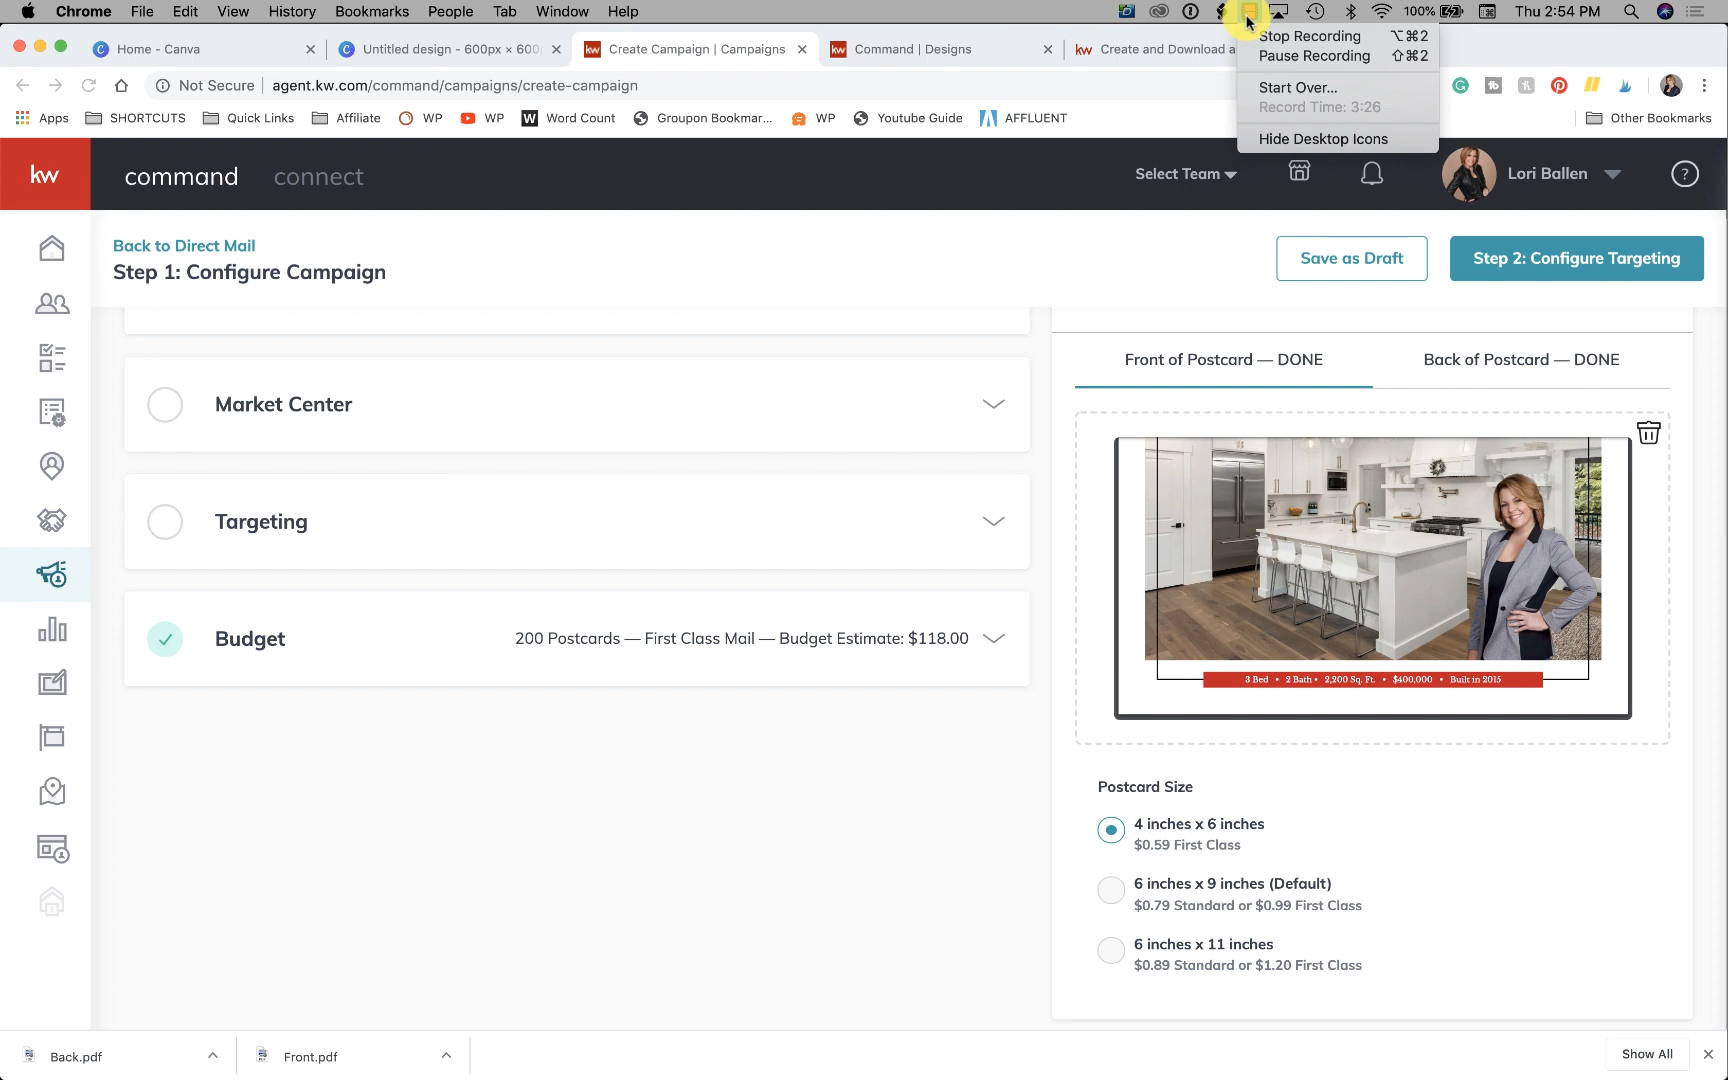 Chrome File Edit View History Bookmarks People Tab Window Help 100% Thu 2:54 PM
Home - Canva
Untitled design - 600px × 600
Create Campaign | Campaigns
Command | Designs
Create and Download a
Stop Recording ⌥⌘2
Pause Recording ⇧⌘2
Start Over...
Record Time: 3:26
Hide Desktop Icons
Not Secure | agent.kw.com/command/campaigns/create-campaign
Apps SHORTCUTS Quick Links Affiliate WP WP Word Count Groupon Bookmar... WP Youtube Guide AFFLUENT Other Bookmarks
kw command connect Select Team Lori Ballen ?
Back to Direct Mail
Step 1: Configure Campaign
Save as Draft
Step 2: Configure Targeting
Front of Postcard — DONE
Back of Postcard — DONE
Market Center
Targeting
Budget 200 Postcards — First Class Mail — Budget Estimate: $118.00
3 Bed • 2 Bath • 2,200 Sq. Ft. • $400,000 • Built in 2015
Postcard Size
4 inches x 6 inches
$0.59 First Class
6 inches x 9 inches (Default)
$0.79 Standard or $0.99 First Class
6 inches x 11 inches
$0.89 Standard or $1.20 First Class
Back.pdf
Front.pdf
Show All